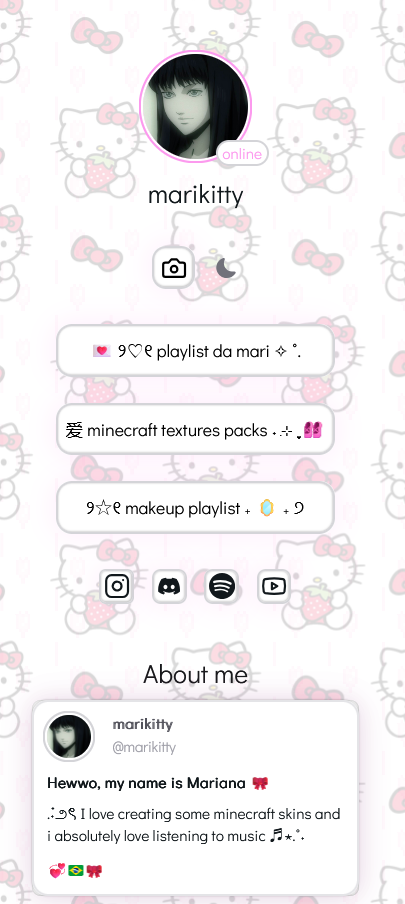 online
marikitty
💌 ୨♡୧ playlist da mari ✧ ˚.
爱 minecraft textures packs ˖ ࣪⊹ ꒷🩰
୨☆୧ makeup playlist ₊ 🪞 ₊ ੭
About me
marikitty
@marikitty
Hewwo, my name is Mariana 🎀
.ೃ࿐ I love creating some minecraft skins and
i absolutely love listening to music 🎜⋆.˚˖
💞🇧🇷🎀